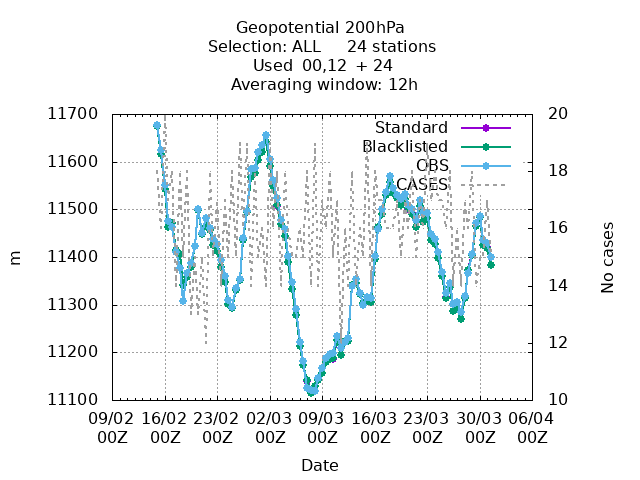 Geopotential 200hPa
Selection: ALL 24 stations
Used 00,12 + 24
Averaging window: 12h
11700
11600
11500
11400
11300
11200
11100
m
20
18
16
14
12
10
No cases
Standard
Blacklisted
OBS
CASES
09/02 16/02 23/02 02/03 09/03 16/03 23/03 30/03 06/04
00Z 00Z 00Z 00Z 00Z 00Z 00Z 00Z 00Z
Date